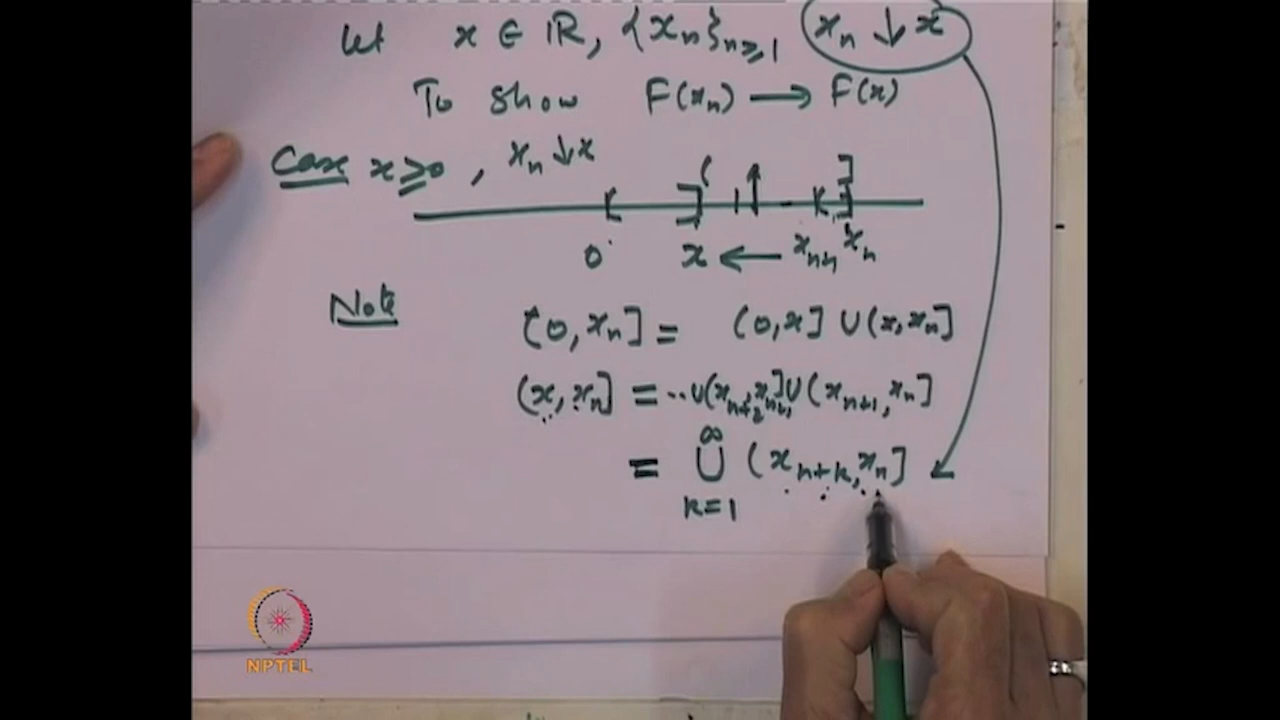 Let x ∈ ℝ, {xₙ}ₙ≥₁ xₙ ↓ x
To show F(xₙ) → F(x)
Case x ≥ 0, xₙ ↓ x
( ] ( ( ] ]
0 x ← xₙ₊₁ xₙ
Note (0, xₙ] = (0, x] ∪ (x, xₙ]
(x, xₙ] = ..∪(xₙ₊₂, xₙ₊₁]∪(xₙ₊₁, xₙ]
= ∞⋃k=1 (xₙ₊ₖ, xₙ]
NPTEL